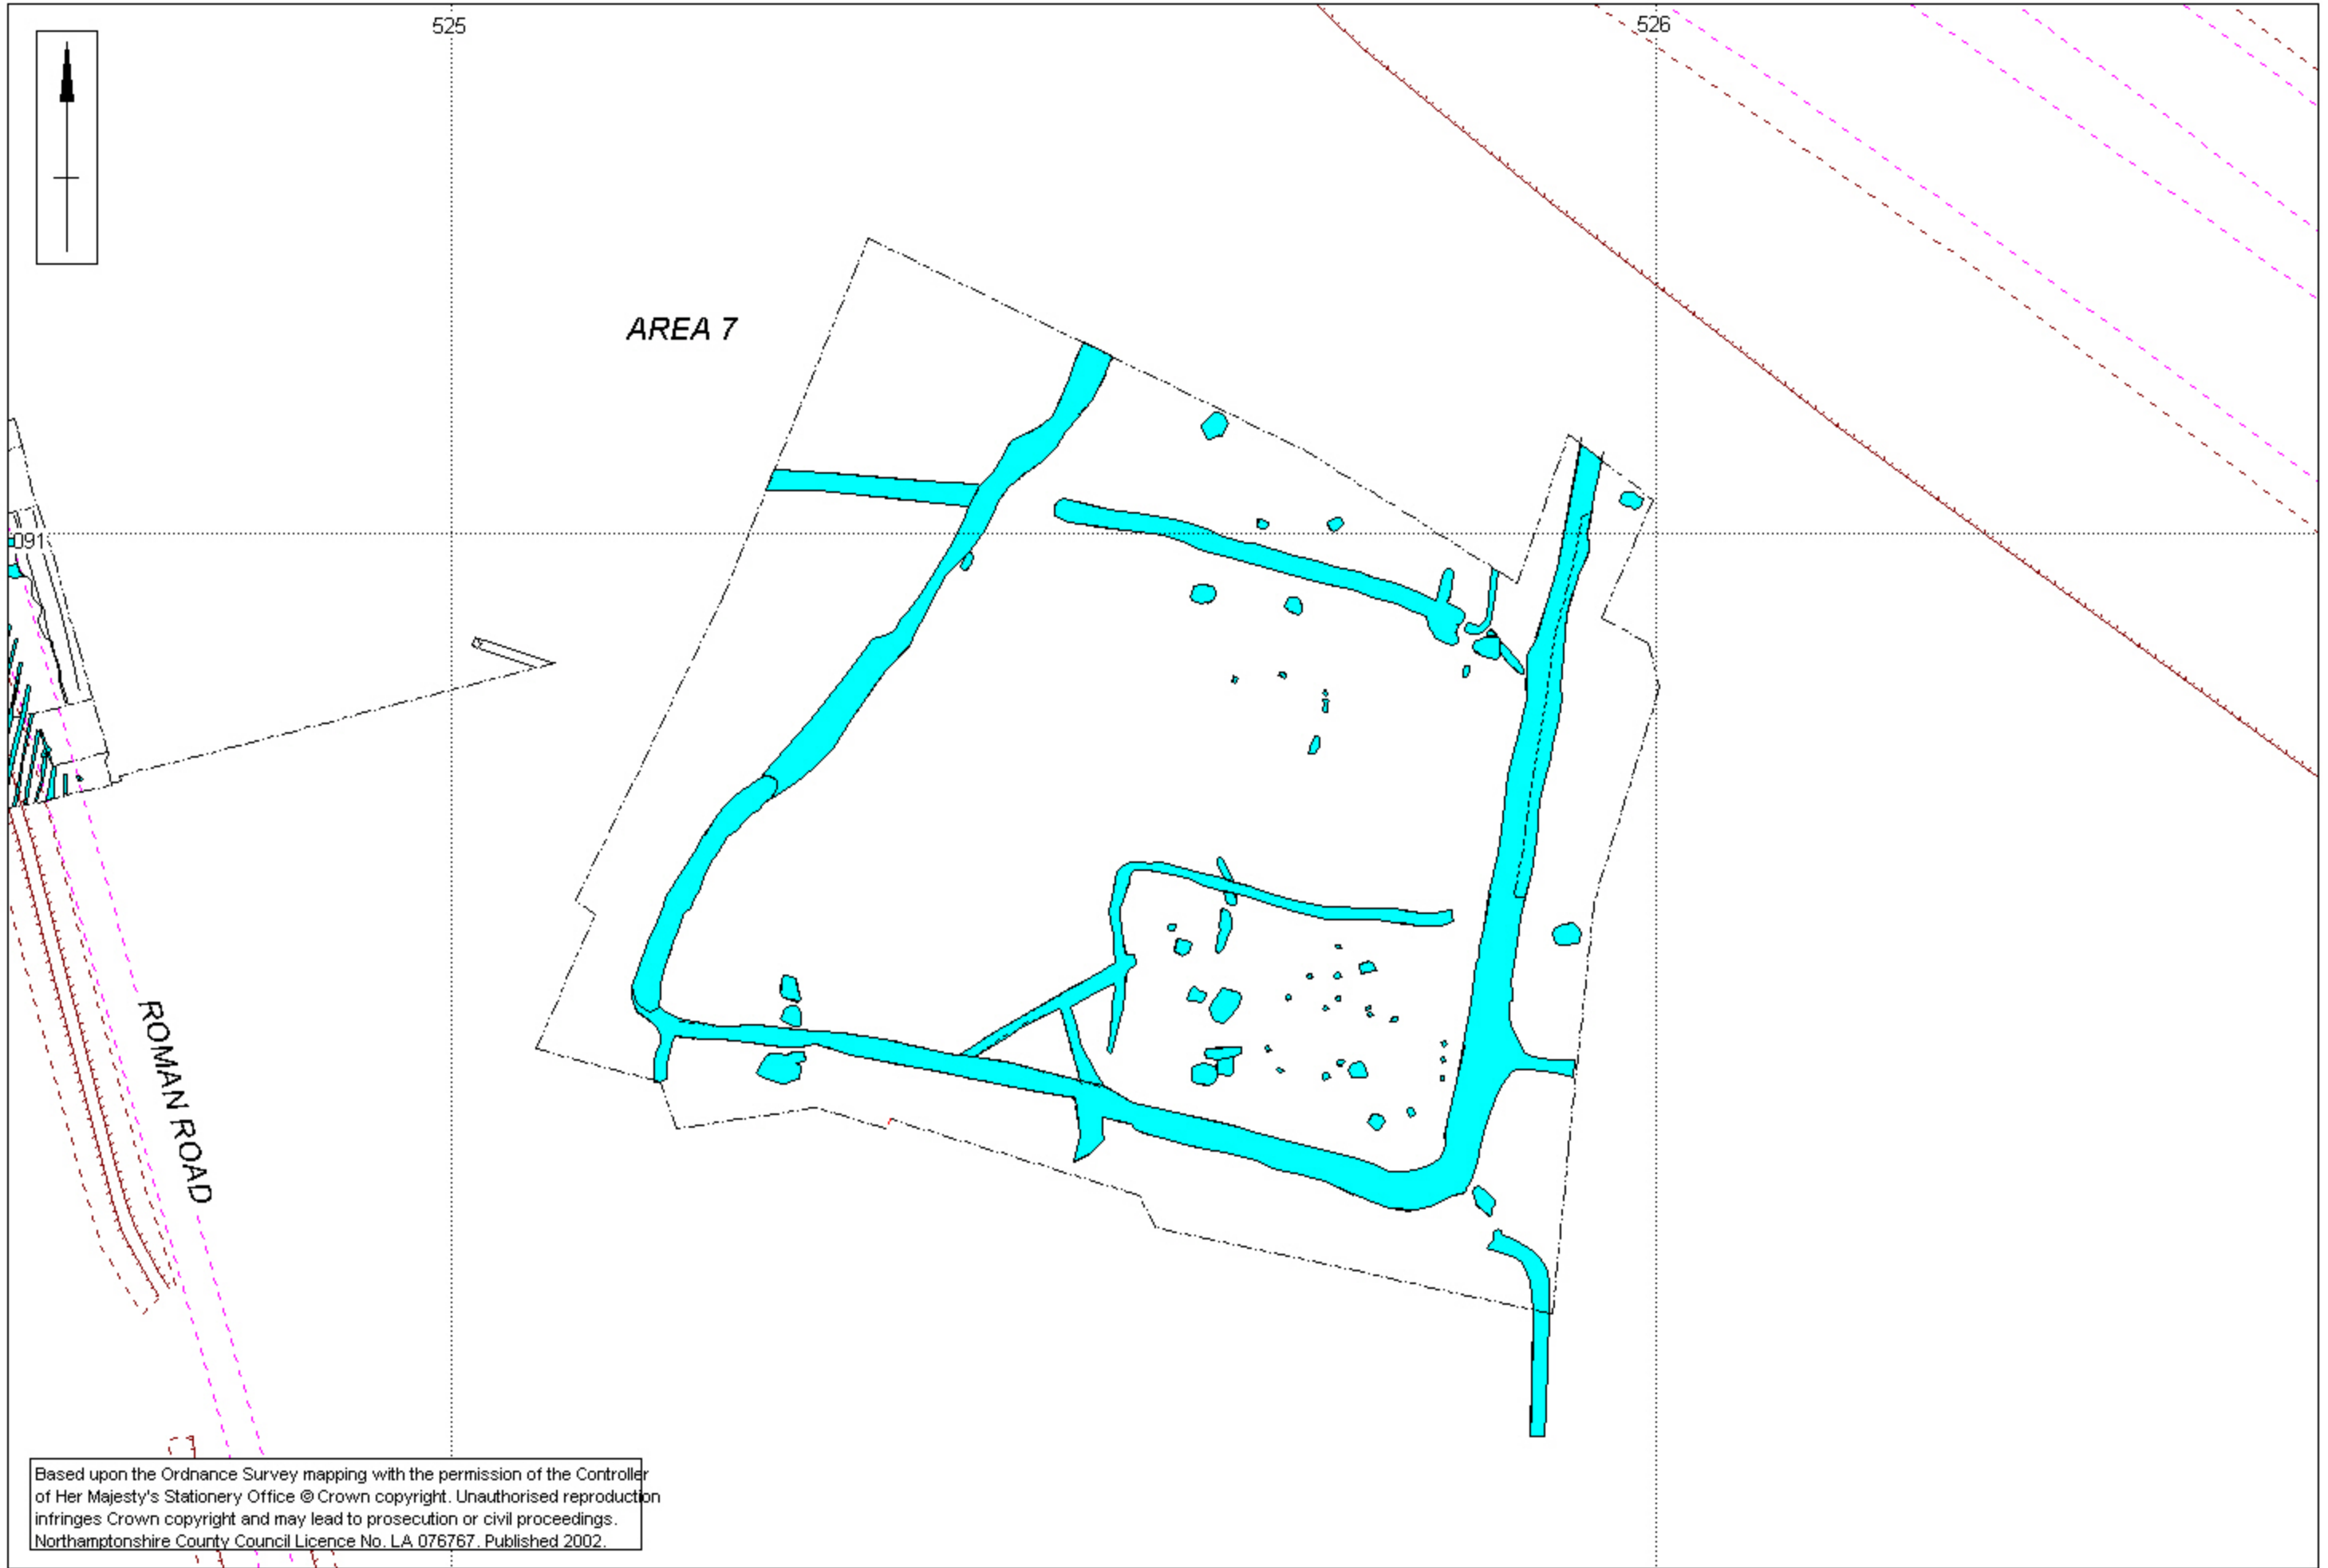 525
526
AREA 7
091
ROMAN ROAD
Based upon the Ordnance Survey mapping with the permission of the Controller
of Her Majesty's Stationery Office © Crown copyright. Unauthorised reproduction
infringes Crown copyright and may lead to prosecution or civil proceedings.
Northamptonshire County Council Licence No. LA 076767. Published 2002.